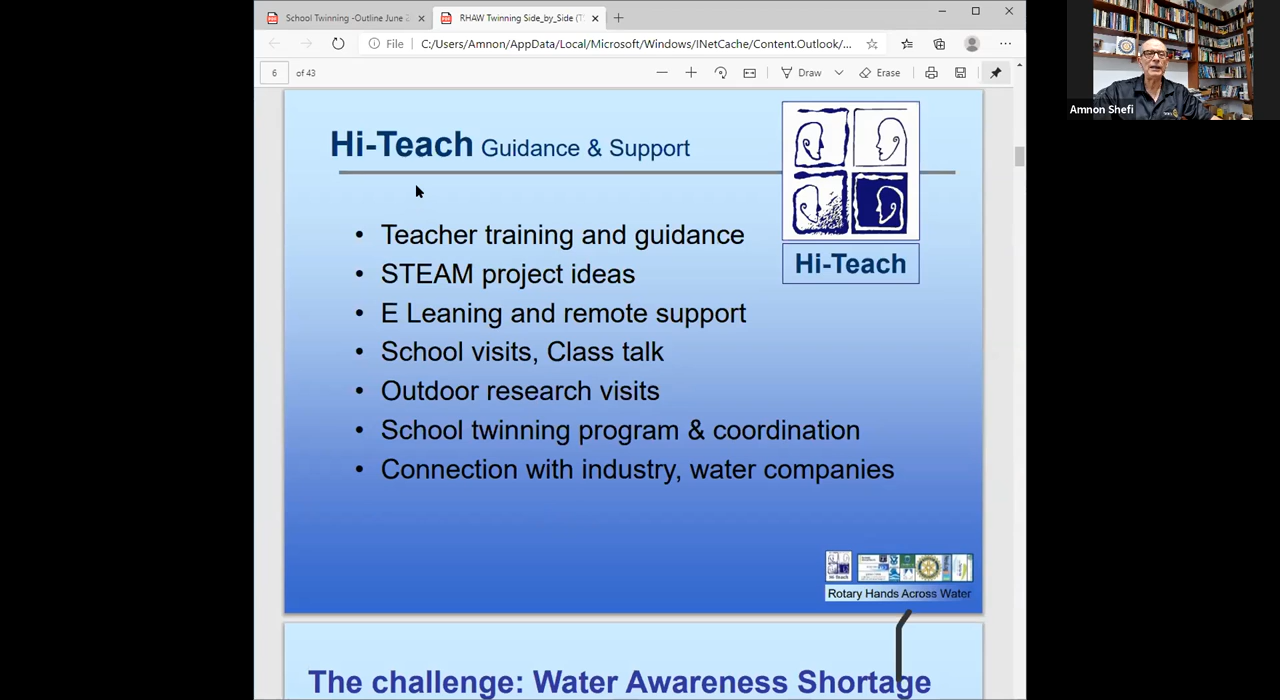 School Twinning -Outline June 2
RHAW Twinning Side_by_Side (T
File
C:/Users/Amnon/AppData/Local/Microsoft/Windows/INetCache/Content.Outlook/...
6 of 43
Draw
Erase
Amnon Shefi
Hi-Teach Guidance & Support
Hi-Teach
• Teacher training and guidance
• STEAM project ideas
• E Leaning and remote support
• School visits, Class talk
• Outdoor research visits
• School twinning program & coordination
• Connection with industry, water companies
Hi-Teach
Rotary Hands Across Water
The challenge: Water Awareness Shortage